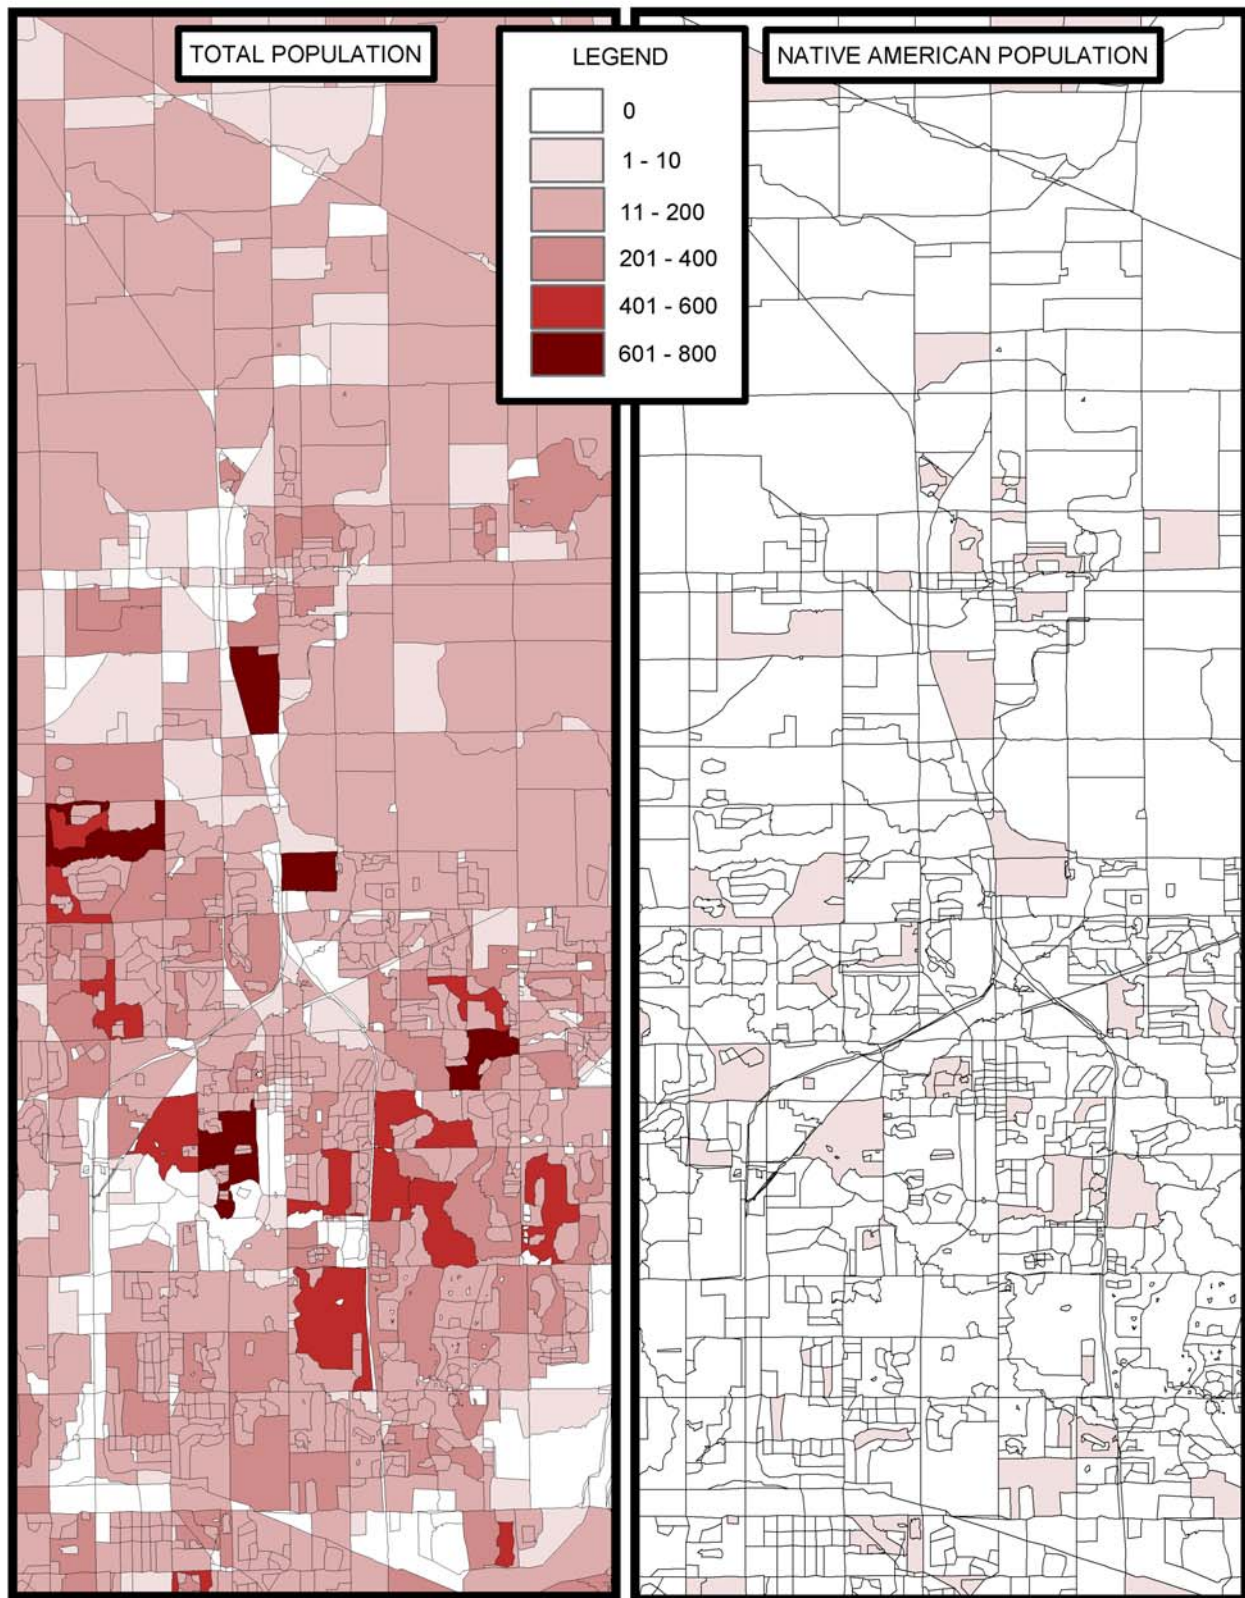 TOTAL POPULATION
LEGEND
0
1 - 10
11 - 200
201 - 400
401 - 600
601 - 800
NATIVE AMERICAN POPULATION